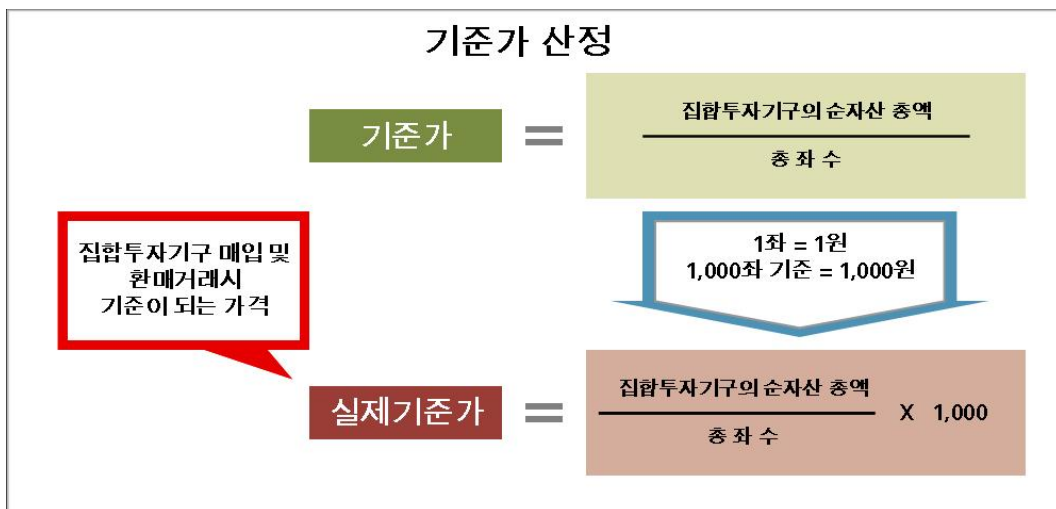 기준가 산정
기준가
=
집합투자기구의 순자산 총액
총 좌 수
집합투자기구 매입 및
환매거래시
기준이 되는 가격
1좌 = 1원
1,000좌 기준 = 1,000원
실제기준가
=
집합투자기구의 순자산 총액
총 좌 수
X 1,000